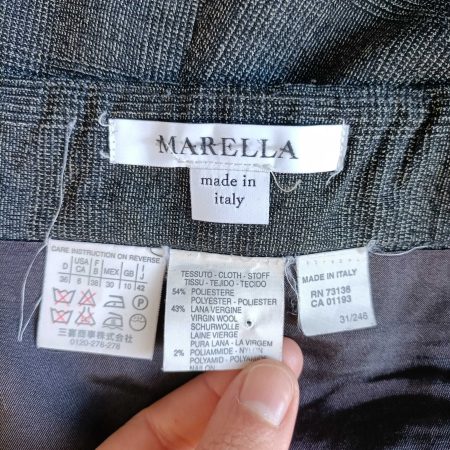 MARELLA
made in
italy
CARE INSTRUCTION ON REVERSE
D USA CA F B MEX GB I J
36 6 38 30 10 42
三喜商事(株)
0120-278-278
TESSUTO - CLOTH - STOFF
TISSU - TEJIDO - TECIDO
54% POLIESTERE
POLYESTER - POLIESTER
43% LANA VERGINE
VIRGIN WOOL
SCHURWOLLE
LAINE VIERGE
PURA LANA - LA VIRGEM
2% POLIAMMIDE - NYLON
POLYAMID - POLYAMID
NYLON
MADE IN ITALY
RN 73136
CA 01193
31/246